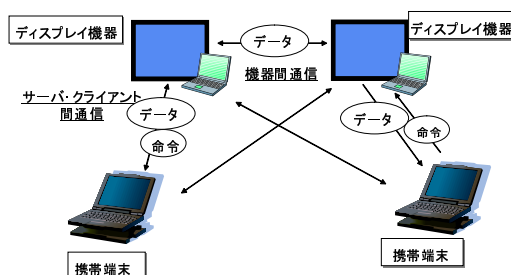 ディスプレイ機器
ディスプレイ機器
データ
機器間通信
サーバ・クライアント
間通信
データ
命令
データ
命令
携帯端末
携帯端末